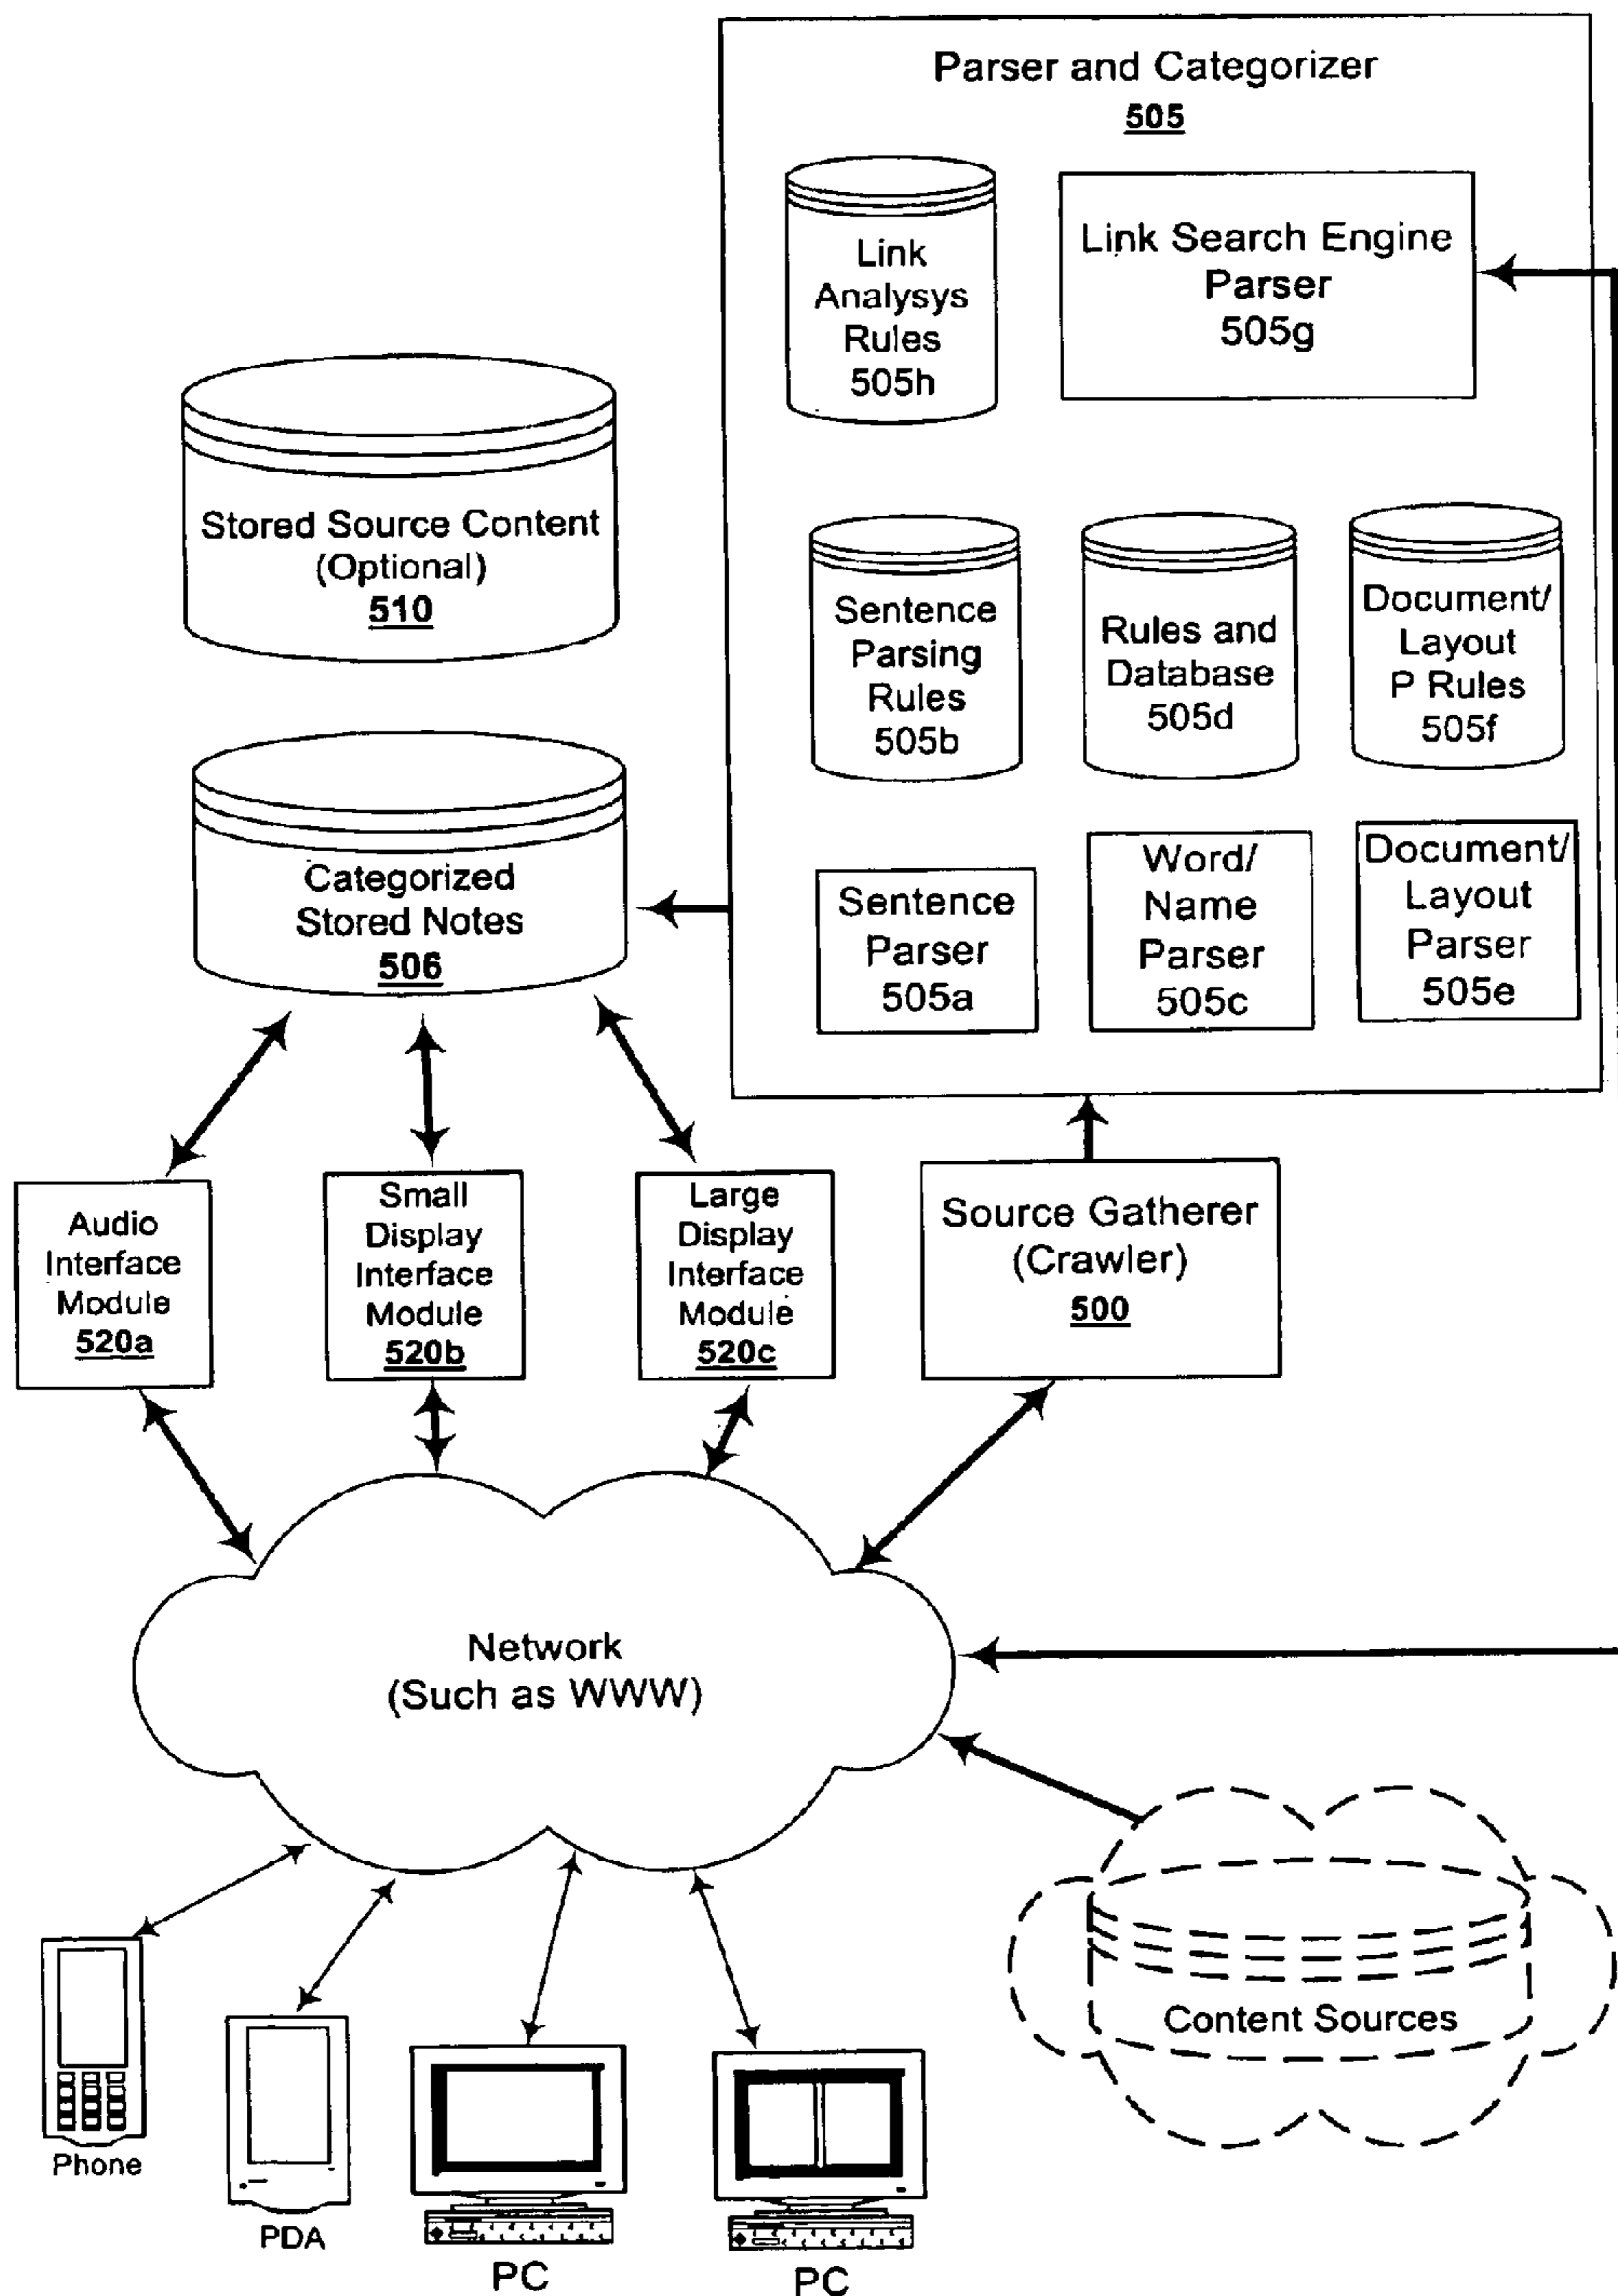 Parser and Categorizer
505
Link
Analysys
Rules
505h
Link Search Engine
Parser
505g
Stored Source Content
(Optional)
510
Sentence
Parsing
Rules
505b
Rules and
Database
505d
Document/
Layout
P Rules
505f
Categorized
Stored Notes
506
Sentence
Parser
505a
Word/
Name
Parser
505c
Document/
Layout
Parser
505e
Audio
Interface
Module
520a
Small
Display
Interface
Module
520b
Large
Display
Interface
Module
520c
Source Gatherer
(Crawler)
500
Network
(Such as WWW)
Content Sources
Phone
PDA
PC
PC